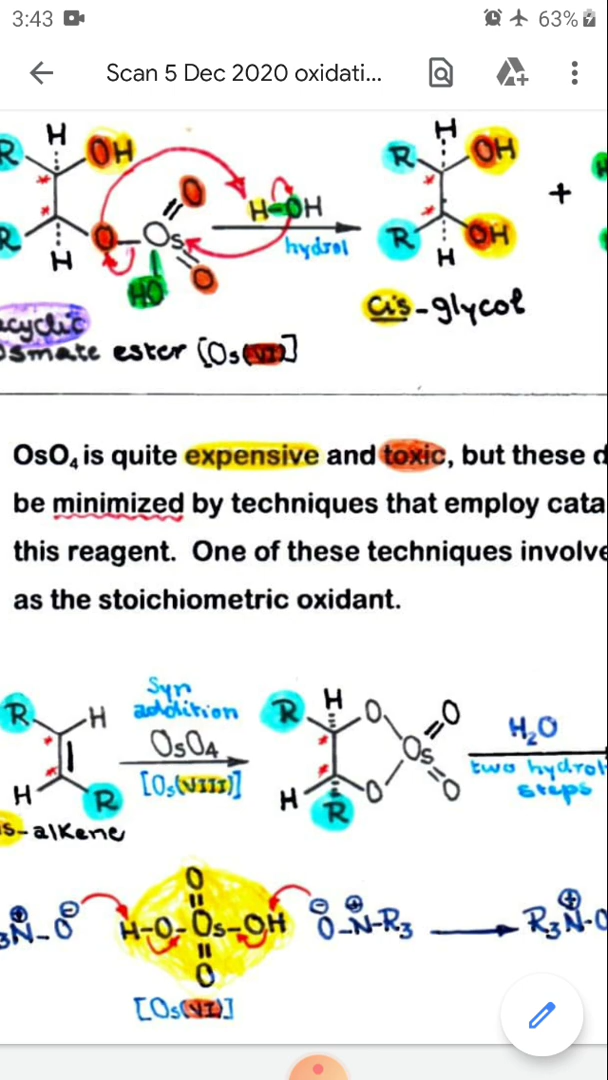 3:43
63%
Scan 5 Dec 2020 oxidati...
H
R
OH
O
H-OH
R
H
OH
R
O
Os
hydrol
R
OH
+
H
HO
O
H
cis-glycol
acyclic
osmate ester [Os(VI)]
OsO₄ is quite expensive and toxic, but these d
be minimized by techniques that employ cata
this reagent. One of these techniques involve
as the stoichiometric oxidant.
Syn
addition
R
H
OsO4
R
H
O
O
H₂O
[Os(VIII)]
Os
two hydrol
steps
H
R
H
R
O
O
s-alkene
O
3N-O
H-O-Os-OH
O-N-R3
R3N-O
O
[Os(VI)]